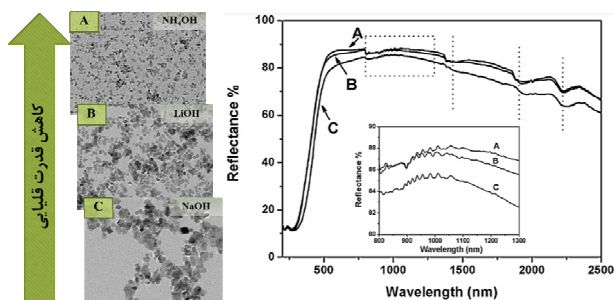 کاهش قدرت قلیایی
A
NH₄OH
B
LiOH
C
NaOH
Reflectance %
100
80
60
40
20
0
A
B
C
500
1000
1500
2000
2500
Wavelength (nm)
Reflectance %
92
90
88
86
84
82
A
B
C
800
900
1000
1100
1200
1300
Wavelength (nm)